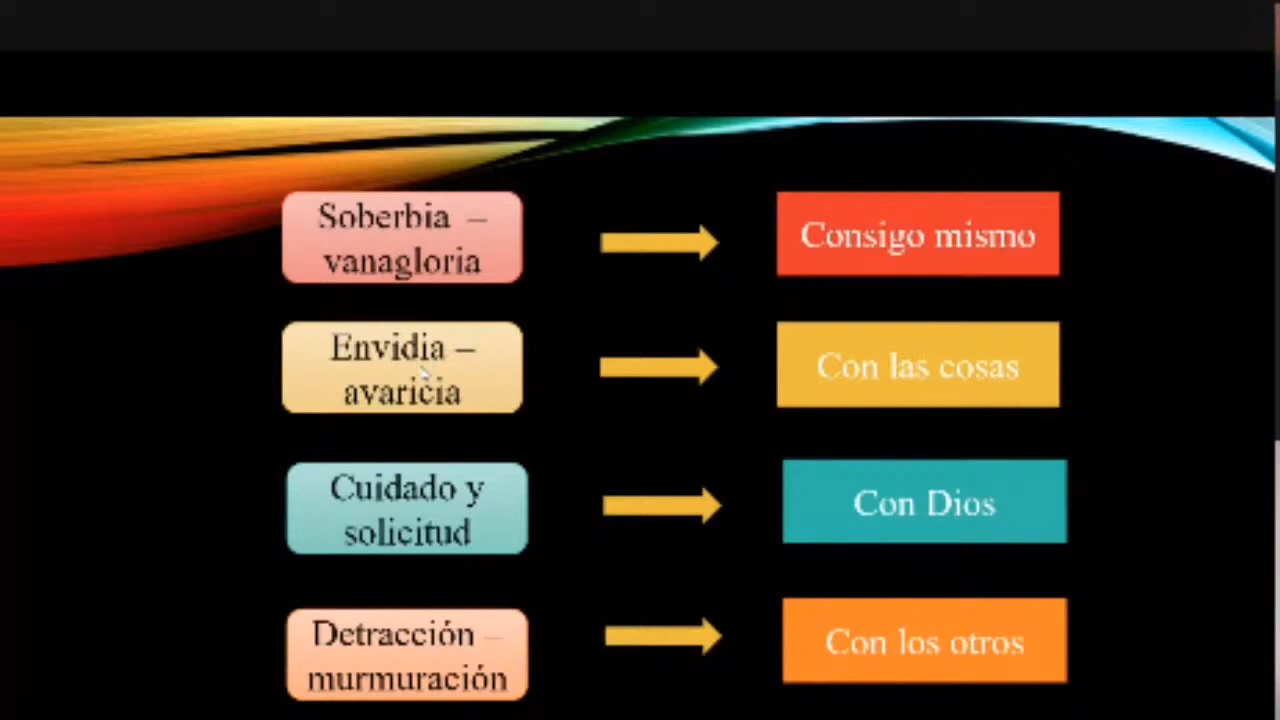 Soberbia –
vanagloria
Consigo mismo
Envidia –
avaricia
Con las cosas
Cuidado y
solicitud
Con Dios
Detracción –
murmuración
Con los otros